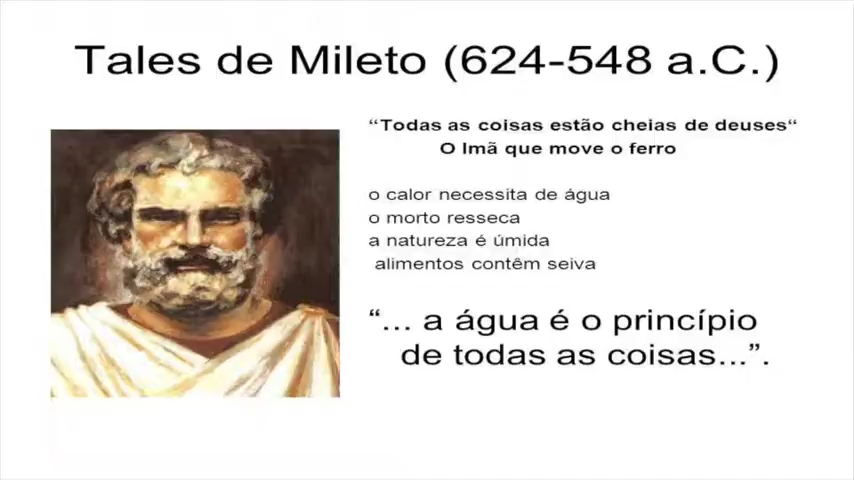 Tales de Mileto (624-548 a.C.)
“Todas as coisas estão cheias de deuses“
O Imã que move o ferro
o calor necessita de água
o morto resseca
a natureza é úmida
alimentos contêm seiva
“... a água é o princípio
de todas as coisas...”.